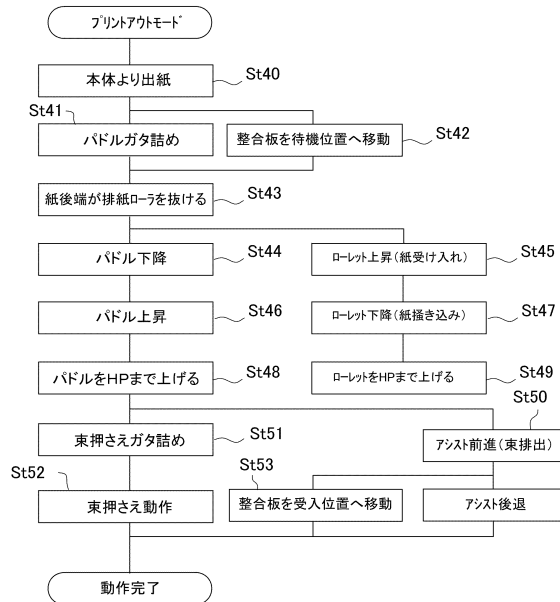 プリントアウトモード
本体より出紙
St40
St41
パドルガタ詰め
整合板を待機位置へ移動
St42
紙後端が排紙ローラを抜ける
St43
パドル下降
St44
ローレット上昇(紙受け入れ)
St45
パドル上昇
St46
ローレット下降(紙掻き込み)
St47
パドルをHPまで上げる
St48
ローレットをHPまで上げる
St49
St50
束押さえガタ詰め
St51
アシスト前進(束排出)
St52
St53
束押さえ動作
整合板を受入位置へ移動
アシスト後退
動作完了